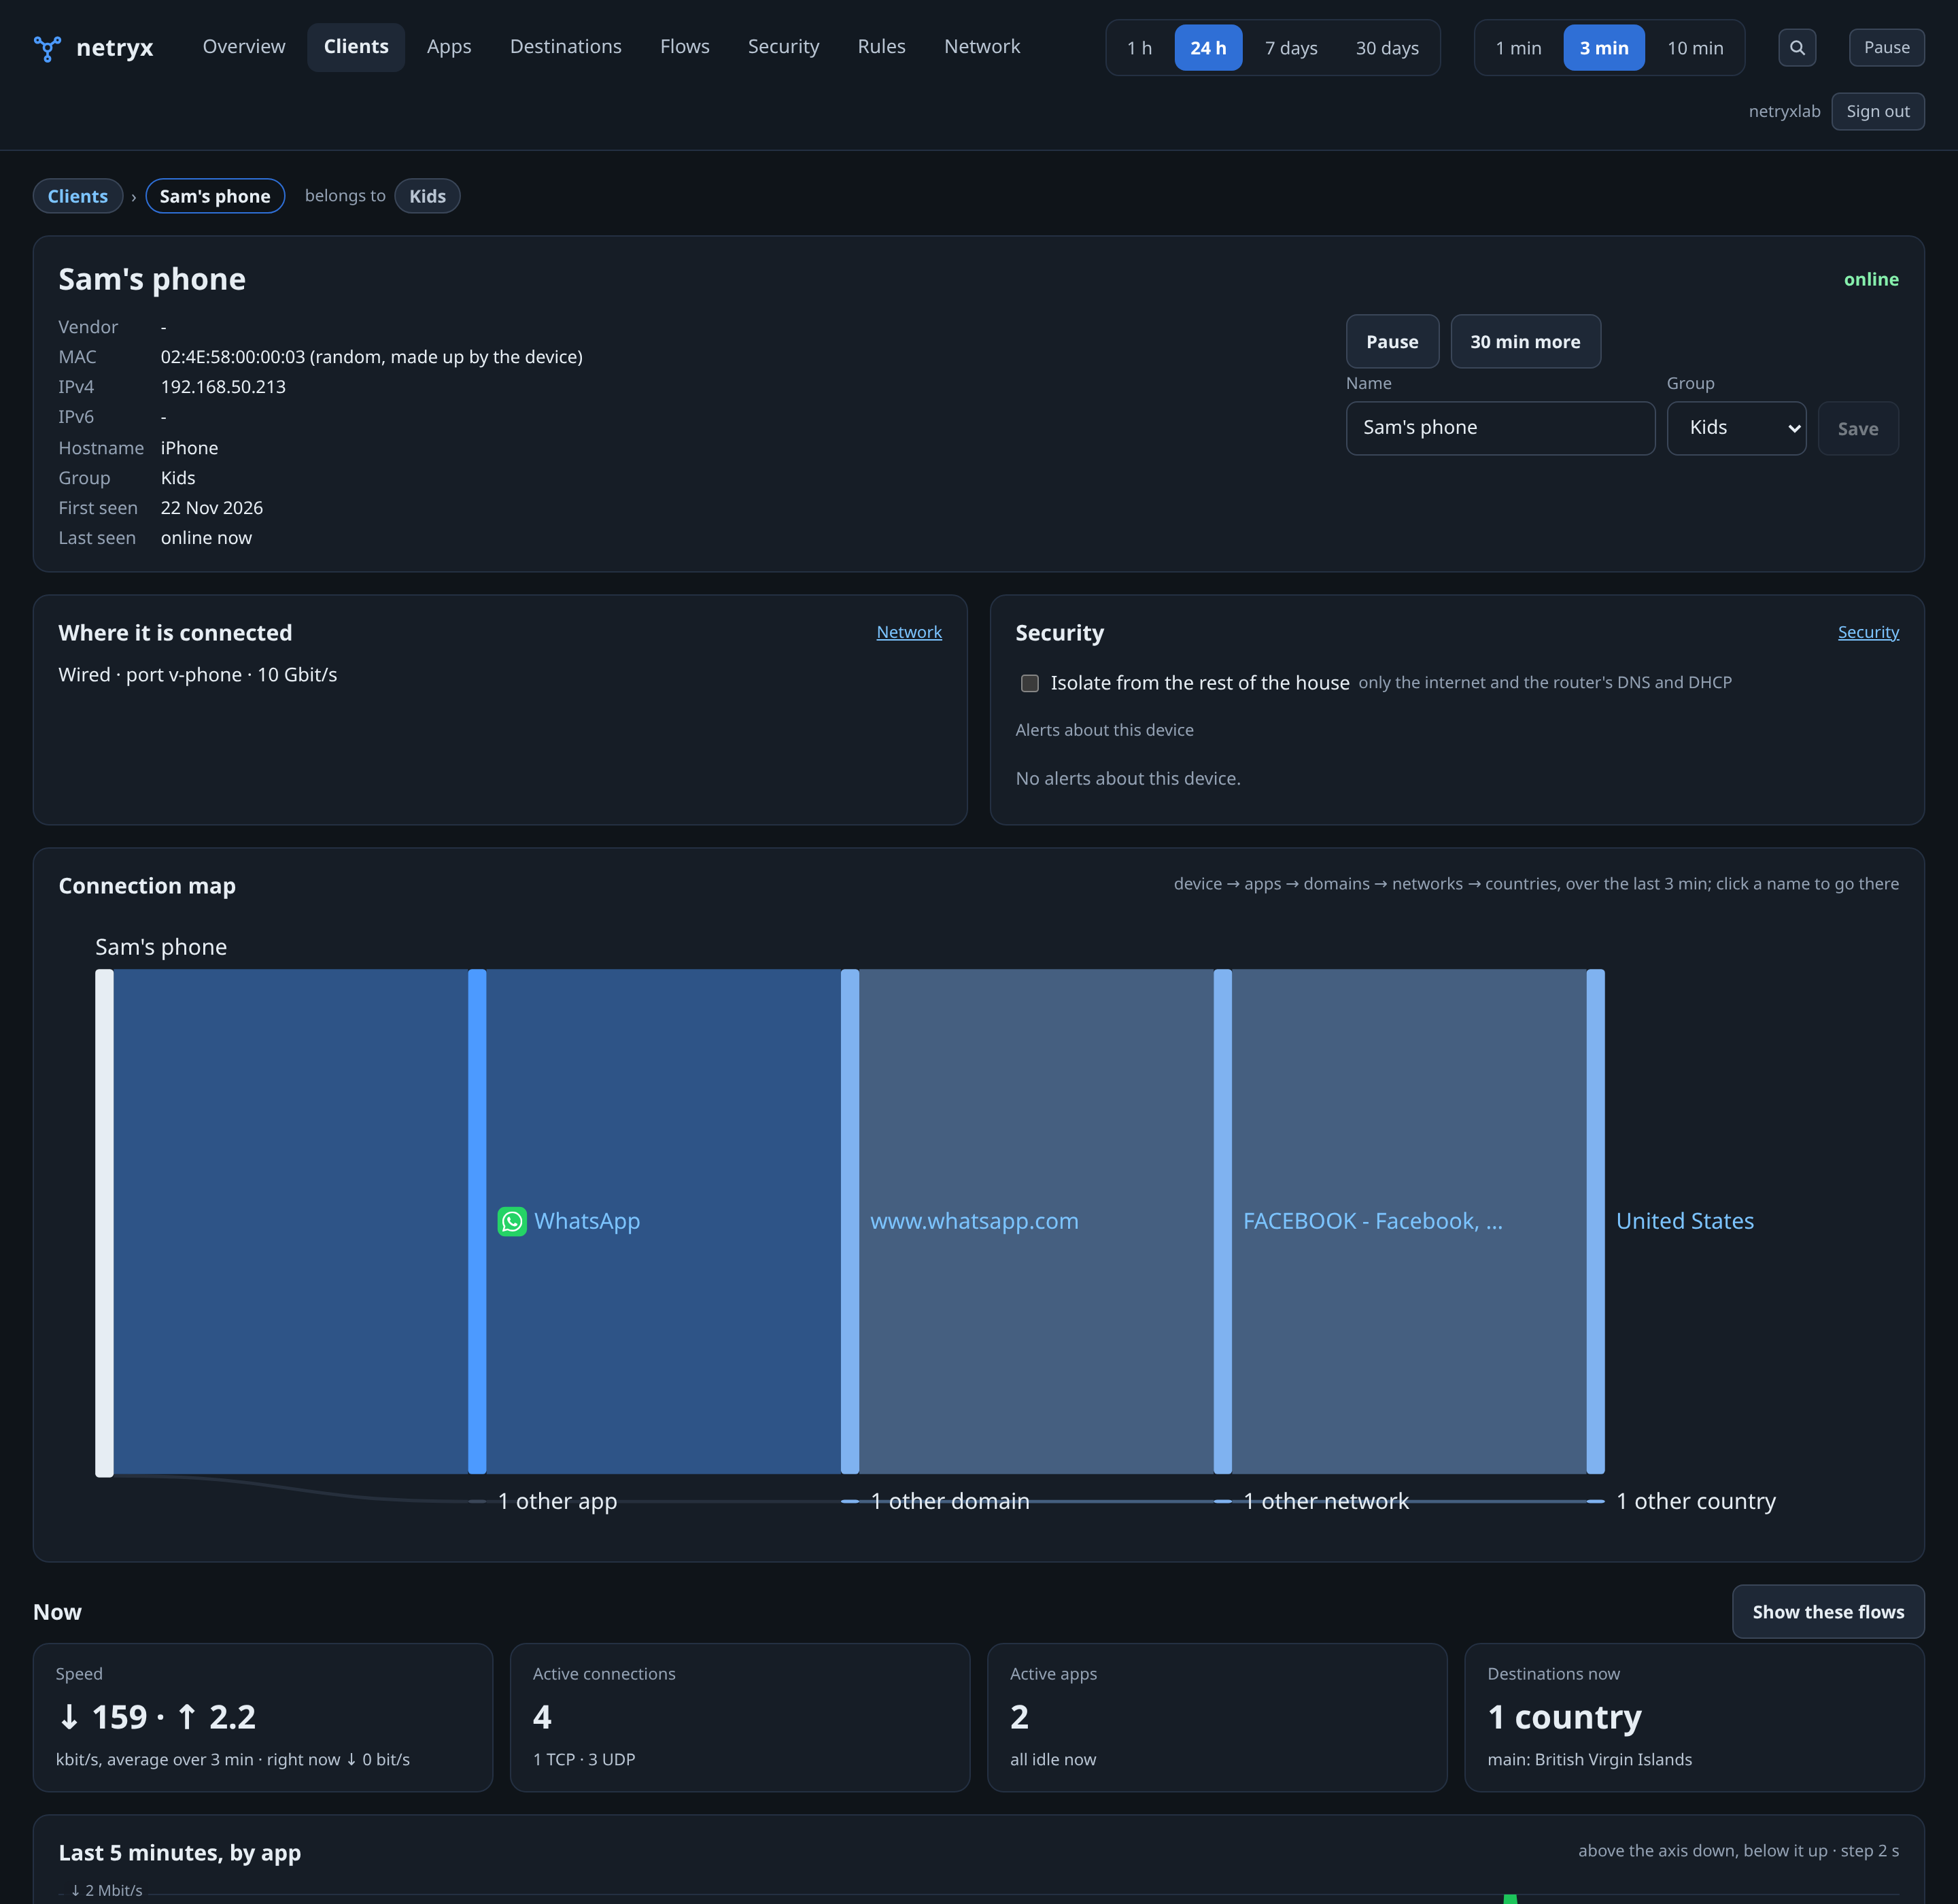 netryx
Overview Clients Apps Destinations Flows Security Rules Network
1 h 24 h 7 days 30 days
1 min 3 min 10 min
Pause
netryxlab Sign out
Clients › Sam's phone belongs to Kids
Sam's phone
online
Vendor -
MAC 02:4E:58:00:00:03 (random, made up by the device)
IPv4 192.168.50.213
IPv6 -
Hostname iPhone
Group Kids
First seen 22 Nov 2026
Last seen online now
Pause 30 min more
Name Group
Sam's phone Kids Save
Where it is connected Network
Wired · port v-phone · 10 Gbit/s
Security Security
Isolate from the rest of the house only the internet and the router's DNS and DHCP
Alerts about this device
No alerts about this device.
Connection map device → apps → domains → networks → countries, over the last 3 min; click a name to go there
Sam's phone
WhatsApp www.whatsapp.com FACEBOOK - Facebook, ... United States
1 other app 1 other domain 1 other network 1 other country
Now Show these flows
Speed
↓ 159 · ↑ 2.2
kbit/s, average over 3 min · right now ↓ 0 bit/s
Active connections
4
1 TCP · 3 UDP
Active apps
2
all idle now
Destinations now
1 country
main: British Virgin Islands
Last 5 minutes, by app above the axis down, below it up · step 2 s
↓ 2 Mbit/s